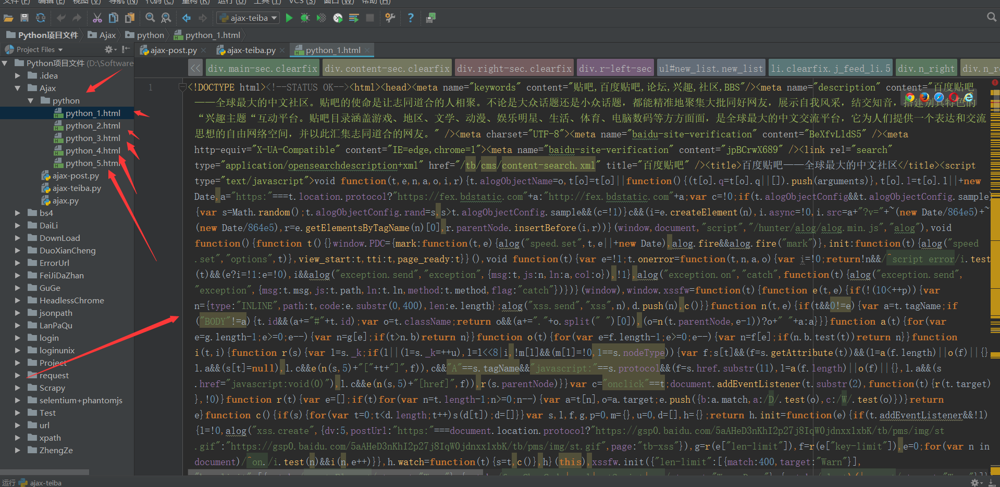 文件(F) 编辑(E) 视图(V) 导航(N) 代码(C) 重构(R) 运行(U) 工具(T) VCS(S) 窗口(W) 帮助(H)
ajax-teiba
Python项目文件 Ajax python python_1.html
Project Files
ajax-post.py ajax-teiba.py python_1.html
Python项目文件 (D:\Software
.idea
Ajax
python
python_1.html
python_2.html
python_3.html
python_4.html
python_5.html
ajax-post.py
ajax-teiba.py
ajax.py
bs4
DaiLi
DownLoad
DuoXianCheng
ErrorUrl
FeiJiDaZhan
GuGe
HeadlessChrome
jsonpath
LanPaQu
login
loginunix
Project
request
Scrapy
selentium+phantomjs
Test
url
xpath
ZhengZe
<< div.main-sec.clearfix div.content-sec.clearfix div.right-sec.clearfix div.r-left-sec ul#new_list.new_list li.clearfix.j_feed_li.5 div.n_right
1
<!DOCTYPE html><!--STATUS OK--><html><head><meta name="keywords" content="贴吧,百度贴吧,论坛,兴趣,社区,BBS"/><meta name="description" content="百度贴吧
——全球最大的中文社区。贴吧的使命是让志同道合的人相聚。不论是大众话题还是小众话题，都能精准地聚集大批同好网友，展示自我风采，结交知音，搭建别具特色的
“兴趣主题“互动平台。贴吧目录涵盖游戏、地区、文学、动漫、娱乐明星、生活、体育、电脑数码等方方面面，是全球最大的中文交流平台，它为人们提供一个表达和交流
思想的自由网络空间，并以此汇集志同道合的网友。" /><meta charset="UTF-8"><meta name="baidu-site-verification" content="BeXfvLldS5" /><meta
http-equiv="X-UA-Compatible" content="IE=edge,chrome=1"><meta name="baidu-site-verification" content="jpBCrwX689" /><link rel="search"
type="application/opensearchdescription+xml" href="/tb/cms/content-search.xml" title="百度贴吧" /><title>百度贴吧——全球最大的中文社区</title><script
type="text/javascript">void function(t,e,n,a,o,i,r){t.alogObjectName=o,t[o]=t[o]||function(){(t[o].q=t[o].q||[]).push(arguments)},t[o].l=t[o].l||+new
Date,a="https:"===t.location.protocol?"https://fex.bdstatic.com"+a:"http://fex.bdstatic.com"+a;var c=!0;if(t.alogObjectConfig&&t.alogObjectConfig.sample)
{var s=Math.random();t.alogObjectConfig.rand=s,s>t.alogObjectConfig.sample&&(c=!1)}c&&(i=e.createElement(n),i.async=!0,i.src=a+"?v="+~(new Date/864e5)+~
(new Date/864e5),r=e.getElementsByTagName(n)[0],r.parentNode.insertBefore(i,r))}(window,document,"script","/hunter/alog/alog.min.js","alog"),void
function(){function t(){}window.PDC={mark:function(t,e){alog("speed.set",t,e||+new Date),alog.fire&&alog.fire("mark")},init:function(t){alog("speed
.set","options",t)},view_start:t,tti:t,page_ready:t}}(),void function(t){var e=!1;t.onerror=function(t,n,a,o){var i=!0;return!n&&/^script error/i.test
(t)&&(e?i=!1:e=!0),i&&alog("exception.send","exception",{msg:t,js:n,ln:a,col:o}),!1},alog("exception.on","catch",function(t){alog("exception.send",
"exception",{msg:t.msg,js:t.path,ln:t.ln,method:t.method,flag:"catch"})})}(window),window.xssfw=function(t){function e(t,e){if(!(10<++p)){var
n={type:"INLINE",path:t,code:e.substr(0,400),len:e.length};alog("xss.send","xss",n),d.push(n),c()}}function n(t,e){if(t&&0!=e){var a=t.tagName;if
("BODY"!=a){t.id&&(a+="#"+t.id);var o=t.className;return o&&(a+="."+o.split(" ")[0]),(o=n(t.parentNode,e-1))?o+" "+a:a}}}function a(t){for(var
e=g.length-1;e>=0;e--){var n=g[e];if(t>n.b)return n}}function o(t){for(var e=f.length-1;e>=0;e--){var n=f[e];if(n.b.test(t))return n}}function
i(t,i){function r(s){var l=s._k;if(l||(l=s._k=++u),l=l<<8|i,!m[l]&&(m[l]=!0,1==s.nodeType)){var f;s[t]&&(f=s.getAttribute(t))&&(l=a(f.length)||o(f)||{}
l.a&&(s[t]=null),l.c&&e(n(s,5)+"["+t+"]",f)),c&&"A"==s.tagName&&"javascript:"==s.protocol&&(f=s.href.substr(11),l=a(f.length)||o(f)||{},l.a&&(s
.href="javascript:void(0)"),l.c&&e(n(s,5)+"[href]",f)),r(s.parentNode)}}var c="onclick"==t;document.addEventListener(t.substr(2),function(t){r(t.target)
},!0)}function r(t){var e=[];if(t)for(var n=t.length-1;n>=0;n--){var a=t[n],o=a.target;e.push({b:a.match,a:/D/.test(o),c:/W/.test(o)})}return
e}function c(){if(s){for(var t=0;t<d.length;t++)s(d[t]);d=[]}}var s,l,f,g,p=0,m={},u=0,d=[],h={};return h.init=function(e){if(t.addEventListener&&!l)
{l=!0,alog("xss.create",{dv:5,postUrl:"https:"===document.location.protocol?"https://gsp0.baidu.com/5aAHeD3nKhI2p27j8IqW0jdnxx1xbK/tb/pms/img/st
.gif":"https://gsp0.baidu.com/5aAHeD3nKhI2p27j8IqW0jdnxx1xbK/tb/pms/img/st.gif",page:"tb-xss"}),g=r(e["len-limit"]),f=r(e["key-limit"]),e=0;for(var n in
document)/^on./i.test(n)&&i(n,e++)}},h.watch=function(t){s=t,c()},h}(this),xssfw.init({"len-limit":[{match:400,target:"Warn"}],
运行 ajax-teiba